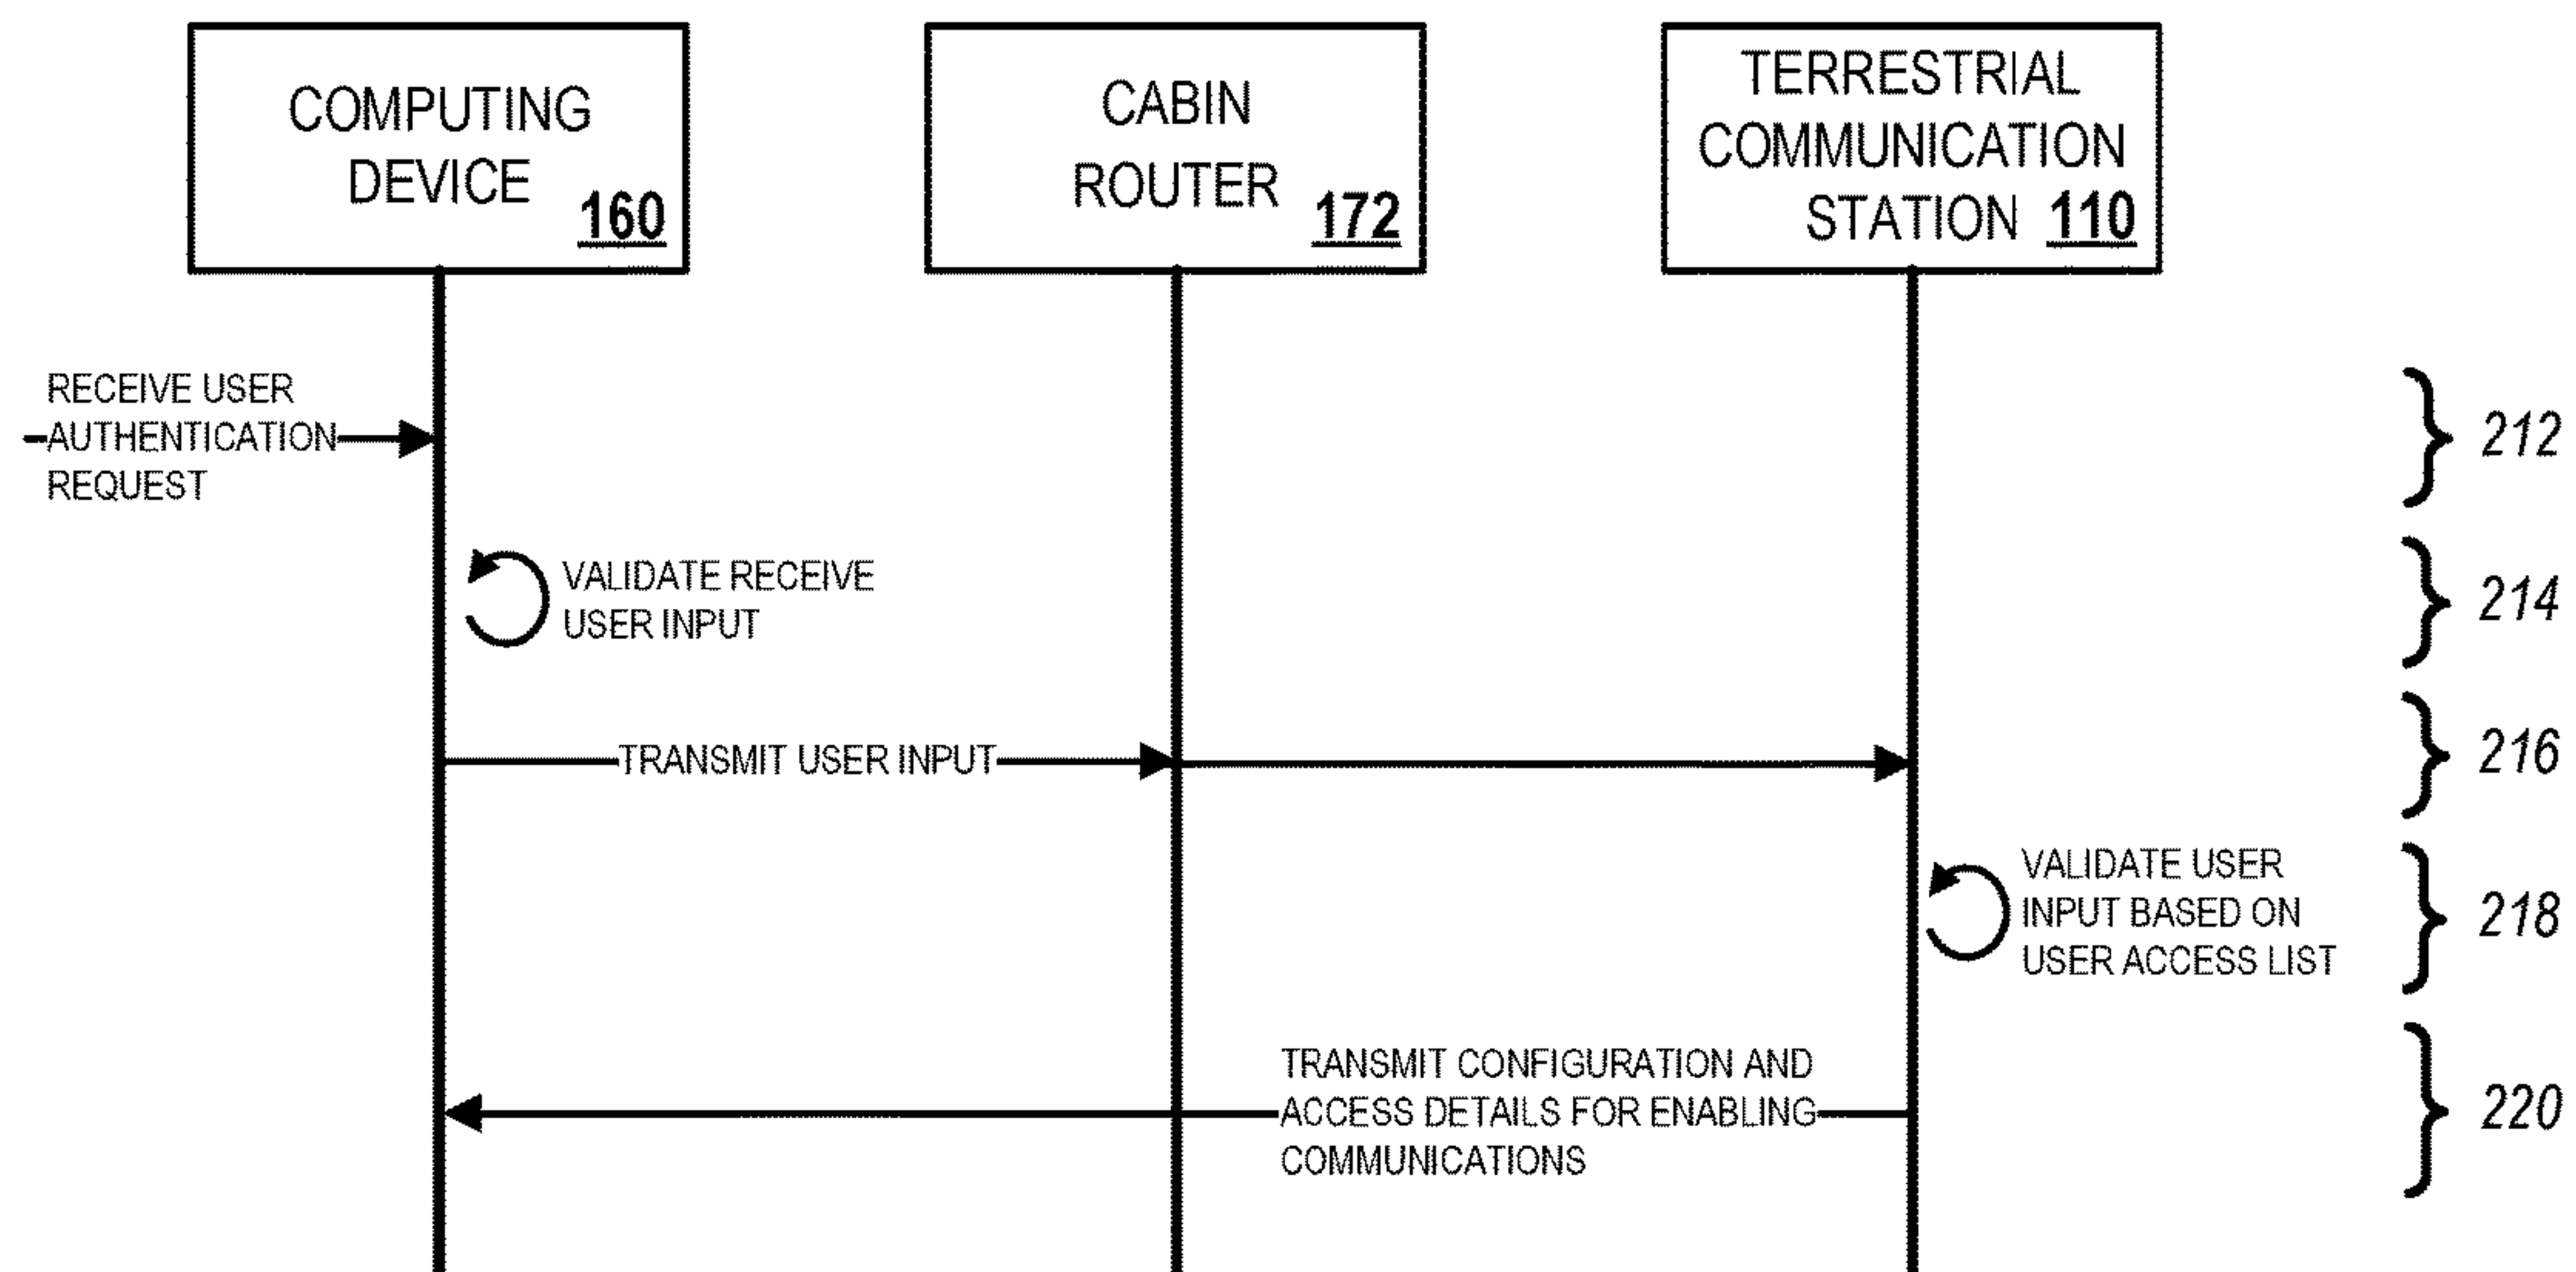 COMPUTING
DEVICE
160
CABIN
ROUTER
172
TERRESTRIAL
COMMUNICATION
STATION 110
RECEIVE USER
AUTHENTICATION
REQUEST
212
VALIDATE RECEIVE
USER INPUT
214
TRANSMIT USER INPUT
216
VALIDATE USER
INPUT BASED ON
USER ACCESS LIST
218
TRANSMIT CONFIGURATION AND
ACCESS DETAILS FOR ENABLING
COMMUNICATIONS
220